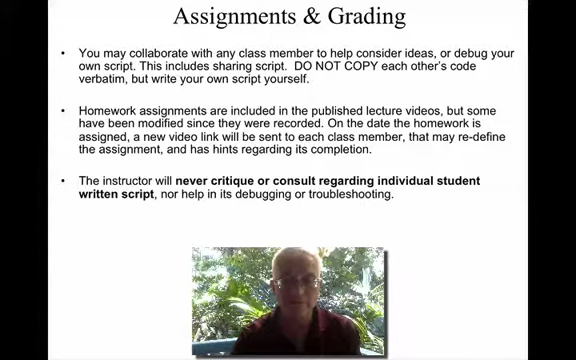 Assignments & Grading
• You may collaborate with any class member to help consider ideas, or debug your
own script. This includes sharing script.  DO NOT COPY each other's code
verbatim, but write your own script yourself.
• Homework assignments are included in the published lecture videos, but some
have been modified since they were recorded. On the date the homework is
assigned, a new video link will be sent to each class member, that may re-define
the assignment, and has hints regarding its completion.
• The instructor will never critique or consult regarding individual student
written script, nor help in its debugging or troubleshooting.